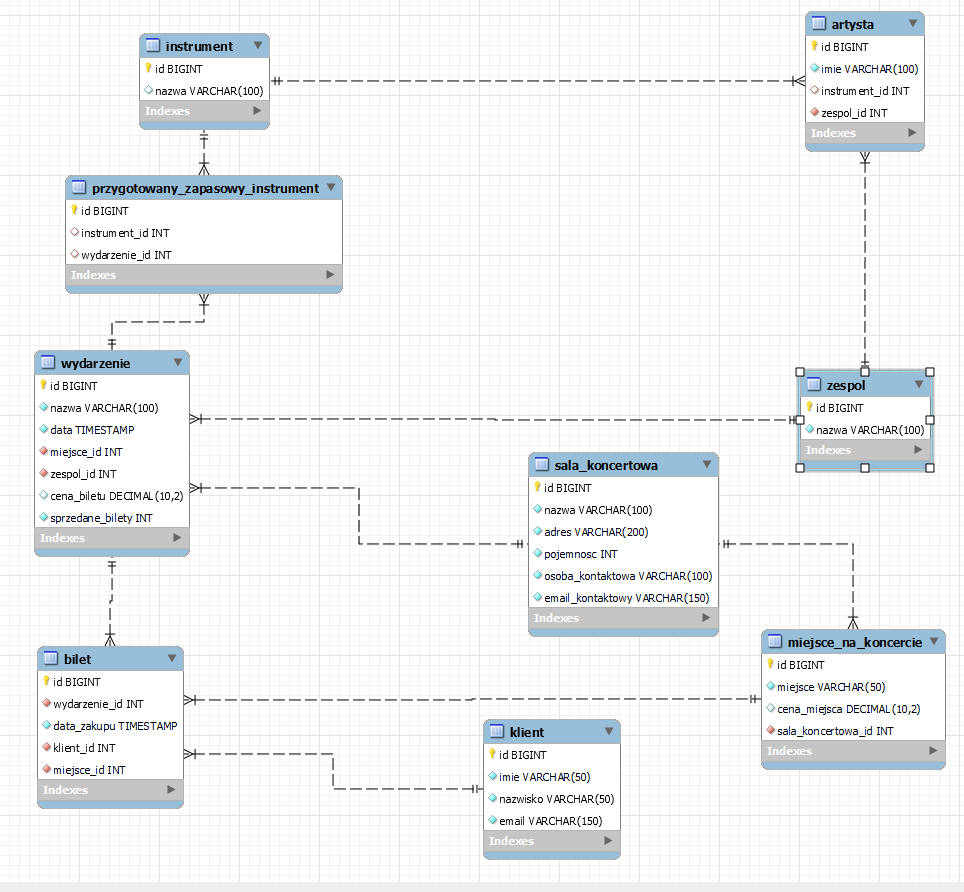 instrument
id BIGINT
nazwa VARCHAR(100)
Indexes
artysta
id BIGINT
imie VARCHAR(100)
instrument_id INT
zespol_id INT
Indexes
przygotowany_zapasowy_instrument
id BIGINT
instrument_id INT
wydarzenie_id INT
Indexes
wydarzenie
id BIGINT
nazwa VARCHAR(100)
data TIMESTAMP
miejsce_id INT
zespol_id INT
cena_biletu DECIMAL(10,2)
sprzedane_bilety INT
Indexes
zespol
id BIGINT
nazwa VARCHAR(100)
Indexes
sala_koncertowa
id BIGINT
nazwa VARCHAR(100)
adres VARCHAR(200)
pojemnosc INT
osoba_kontaktowa VARCHAR(100)
email_kontaktowy VARCHAR(150)
Indexes
miejsce_na_koncercie
id BIGINT
miejsce VARCHAR(50)
cena_miejsca DECIMAL(10,2)
sala_koncertowa_id INT
Indexes
bilet
id BIGINT
wydarzenie_id INT
data_zakupu TIMESTAMP
klient_id INT
miejsce_id INT
Indexes
klient
id BIGINT
imie VARCHAR(50)
nazwisko VARCHAR(50)
email VARCHAR(150)
Indexes